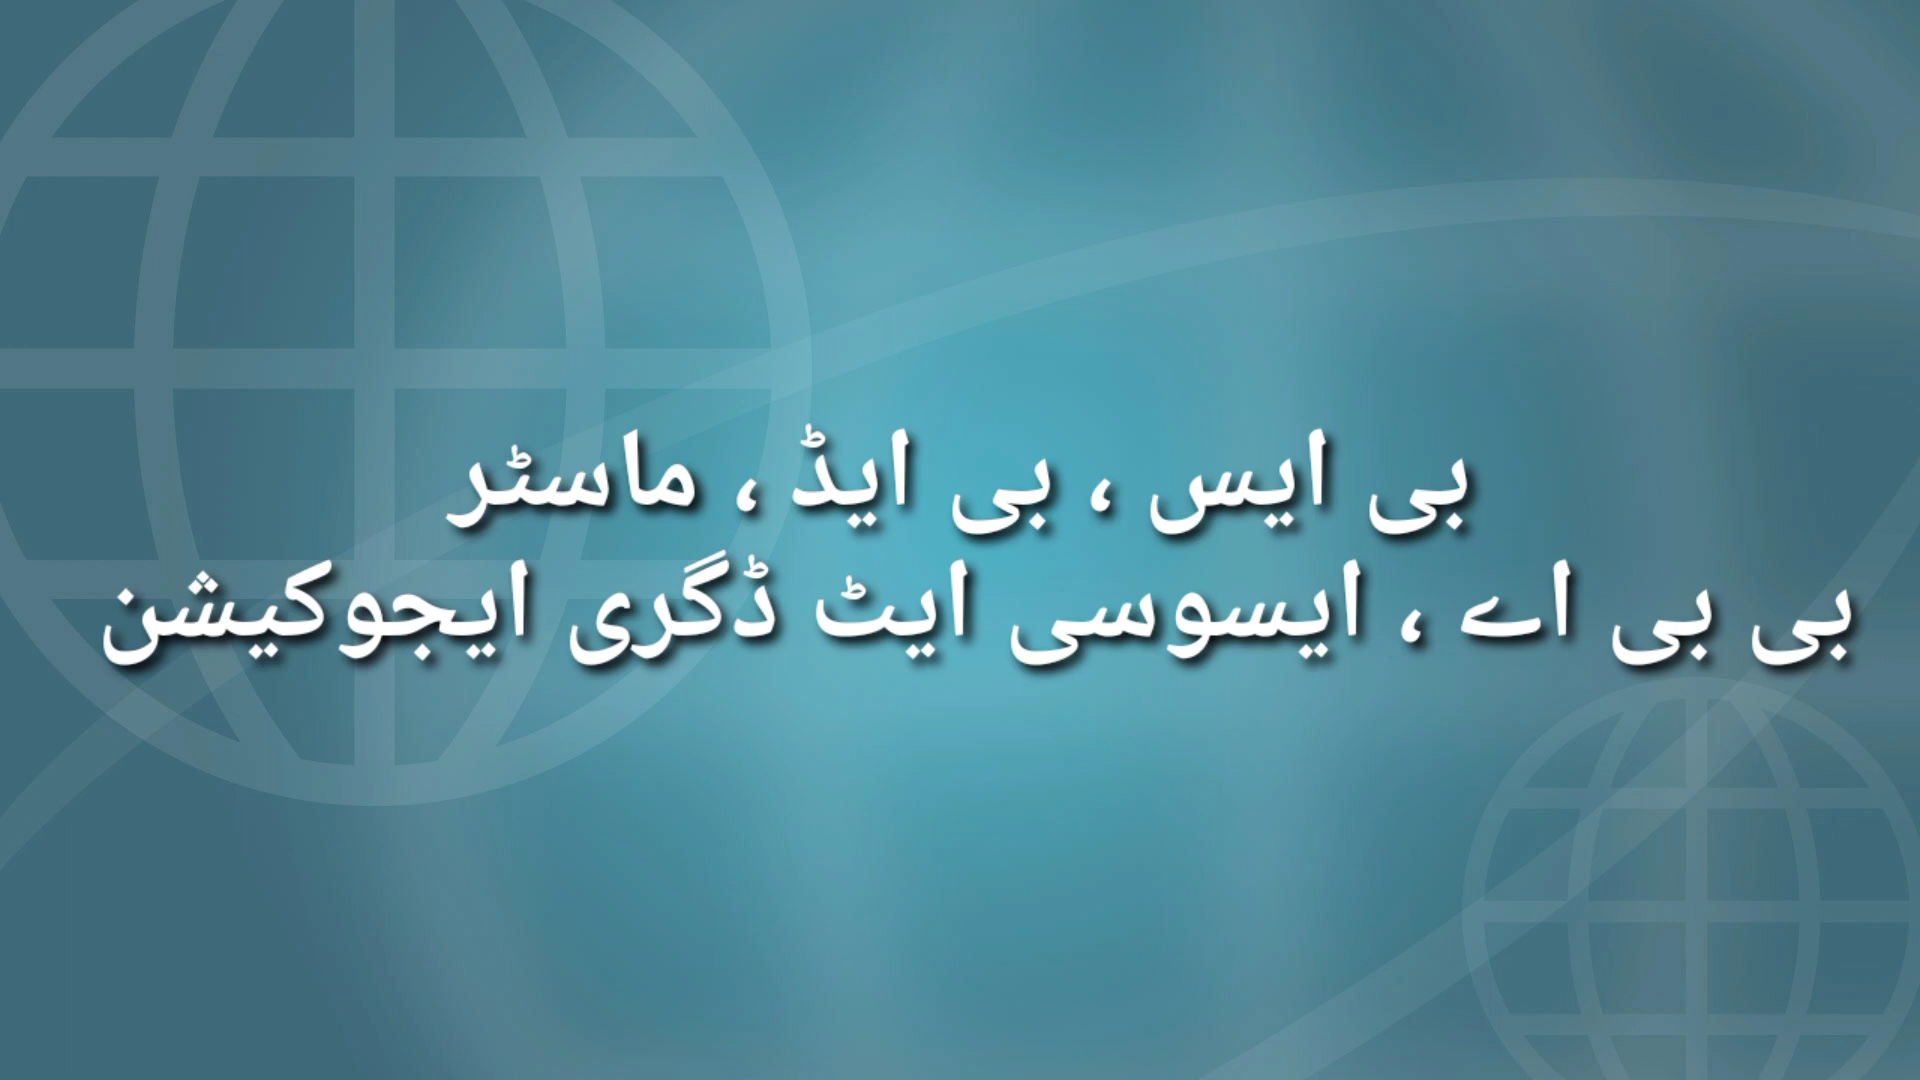 بی ایس ، بی ایڈ ، ماسٹر
بی بی اے ، ایسوسی ایٹ ڈگری ایجوکیشن